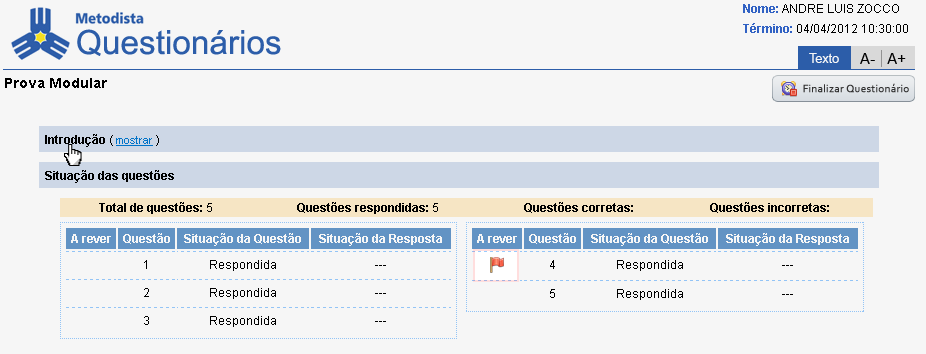 Metodista
Questionários
Nome: ANDRE LUIS ZOCCO
Término: 04/04/2012 10:30:00
Texto A- A+
Prova Modular
Finalizar Questionário
Introdução ( mostrar )
Situação das questões
Total de questões: 5 Questões respondidas: 5 Questões corretas: Questões incorretas:
A rever Questão Situação da Questão Situação da Resposta
1 Respondida ---
2 Respondida ---
3 Respondida ---
A rever Questão Situação da Questão Situação da Resposta
4 Respondida ---
5 Respondida ---